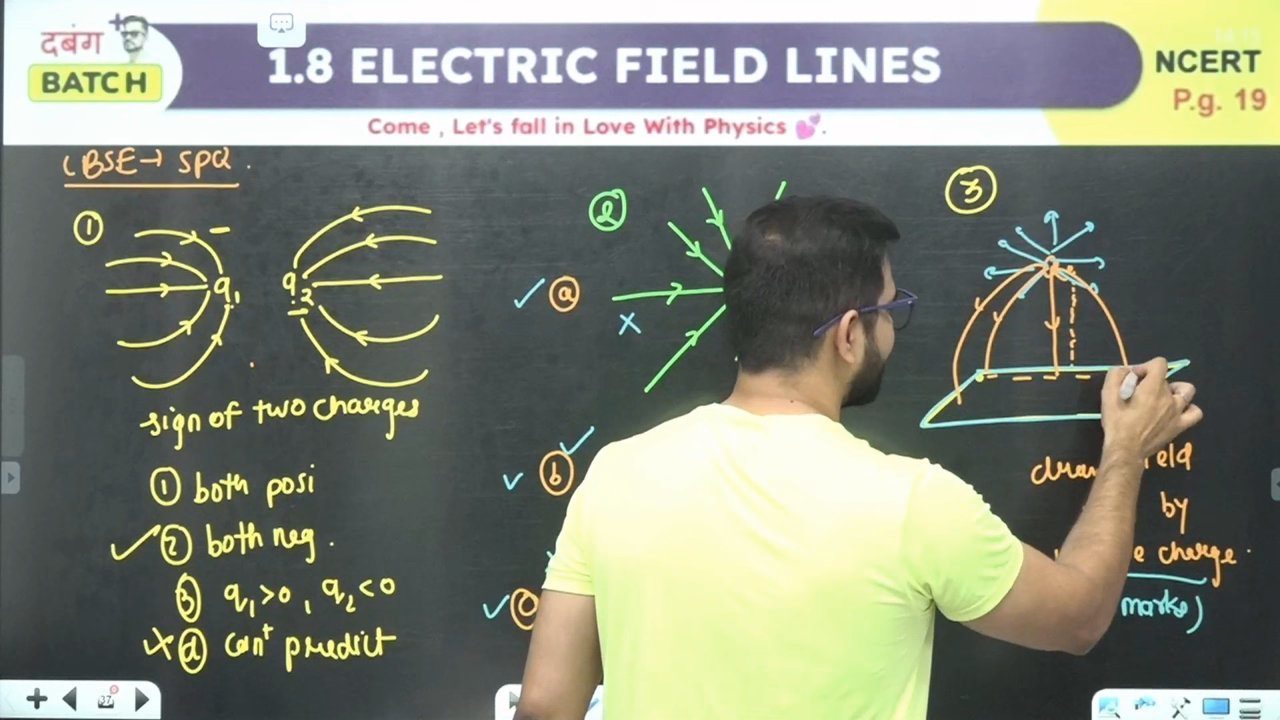 दबंग
BATCH
1.8 ELECTRIC FIELD LINES
NCERT
P.g. 19
Come , Let's fall in Love With Physics 💕.
CBSE → SPQ .
①
q1
q2
sign of two charges
① both posi
② both neg .
③ q1>0 , q2<0
ⓓ can't predict
②
ⓐ
ⓑ
③
by
charge .
marks)
37